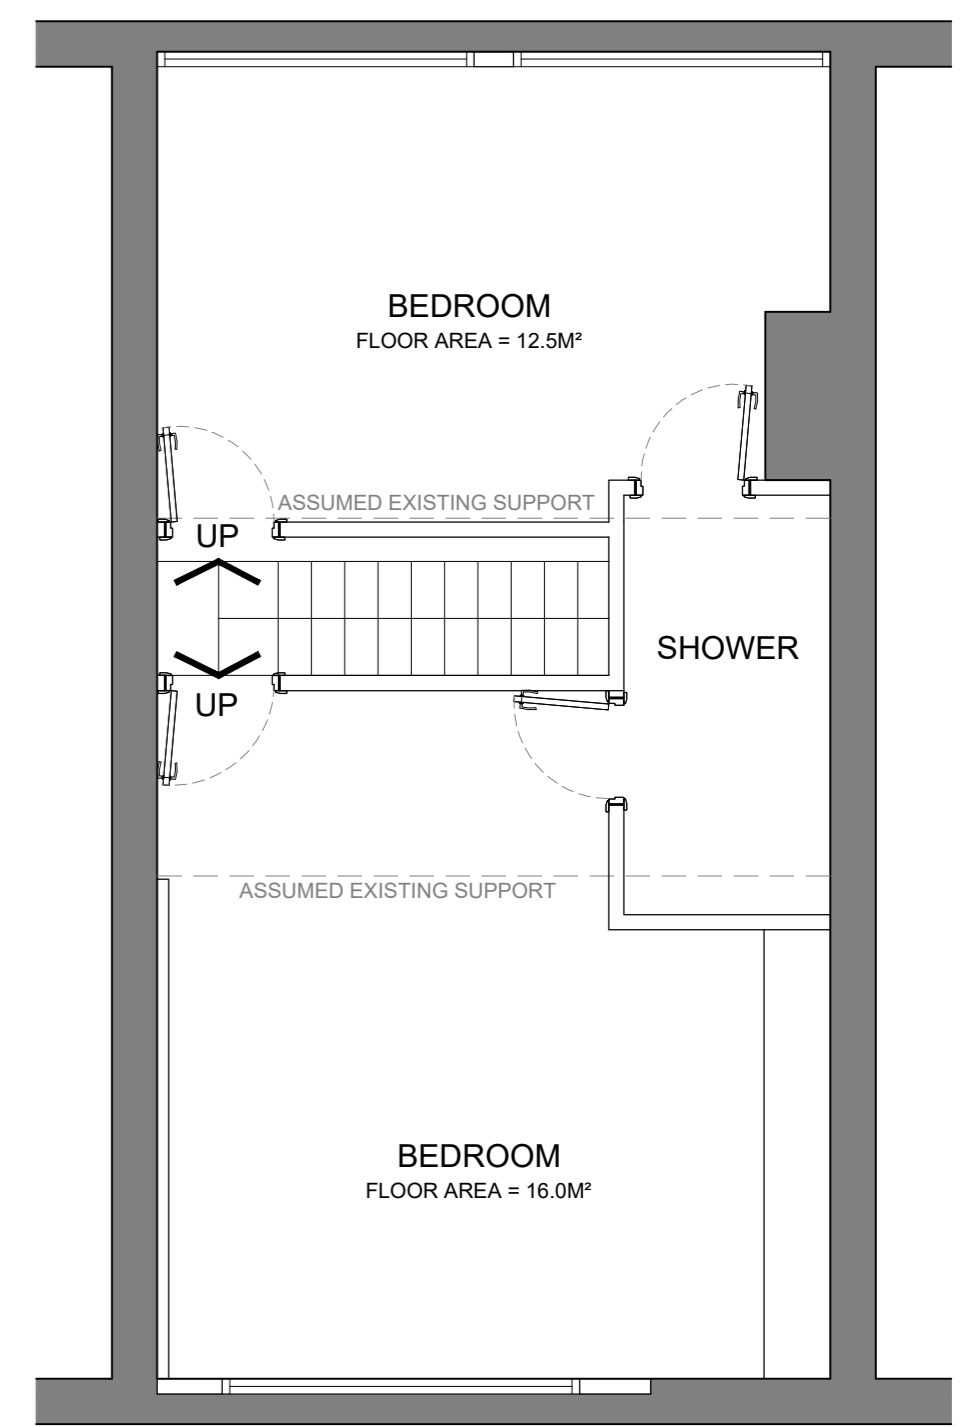 BEDROOM
FLOOR AREA = 12.5M²
ASSUMED EXISTING SUPPORT
UP
SHOWER
UP
ASSUMED EXISTING SUPPORT
BEDROOM
FLOOR AREA = 16.0M²